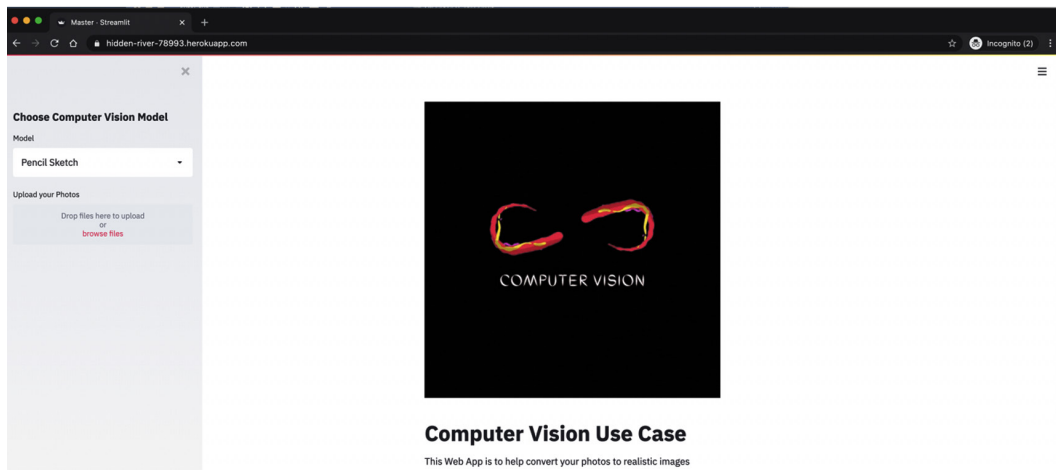 Master · Streamlit
hidden-river-78993.herokuapp.com
Incognito (2)
Choose Computer Vision Model
Model
Pencil Sketch
Upload your Photos
Drop files here to upload
or
browse files
COMPUTER VISION
Computer Vision Use Case
This Web App is to help convert your photos to realistic images